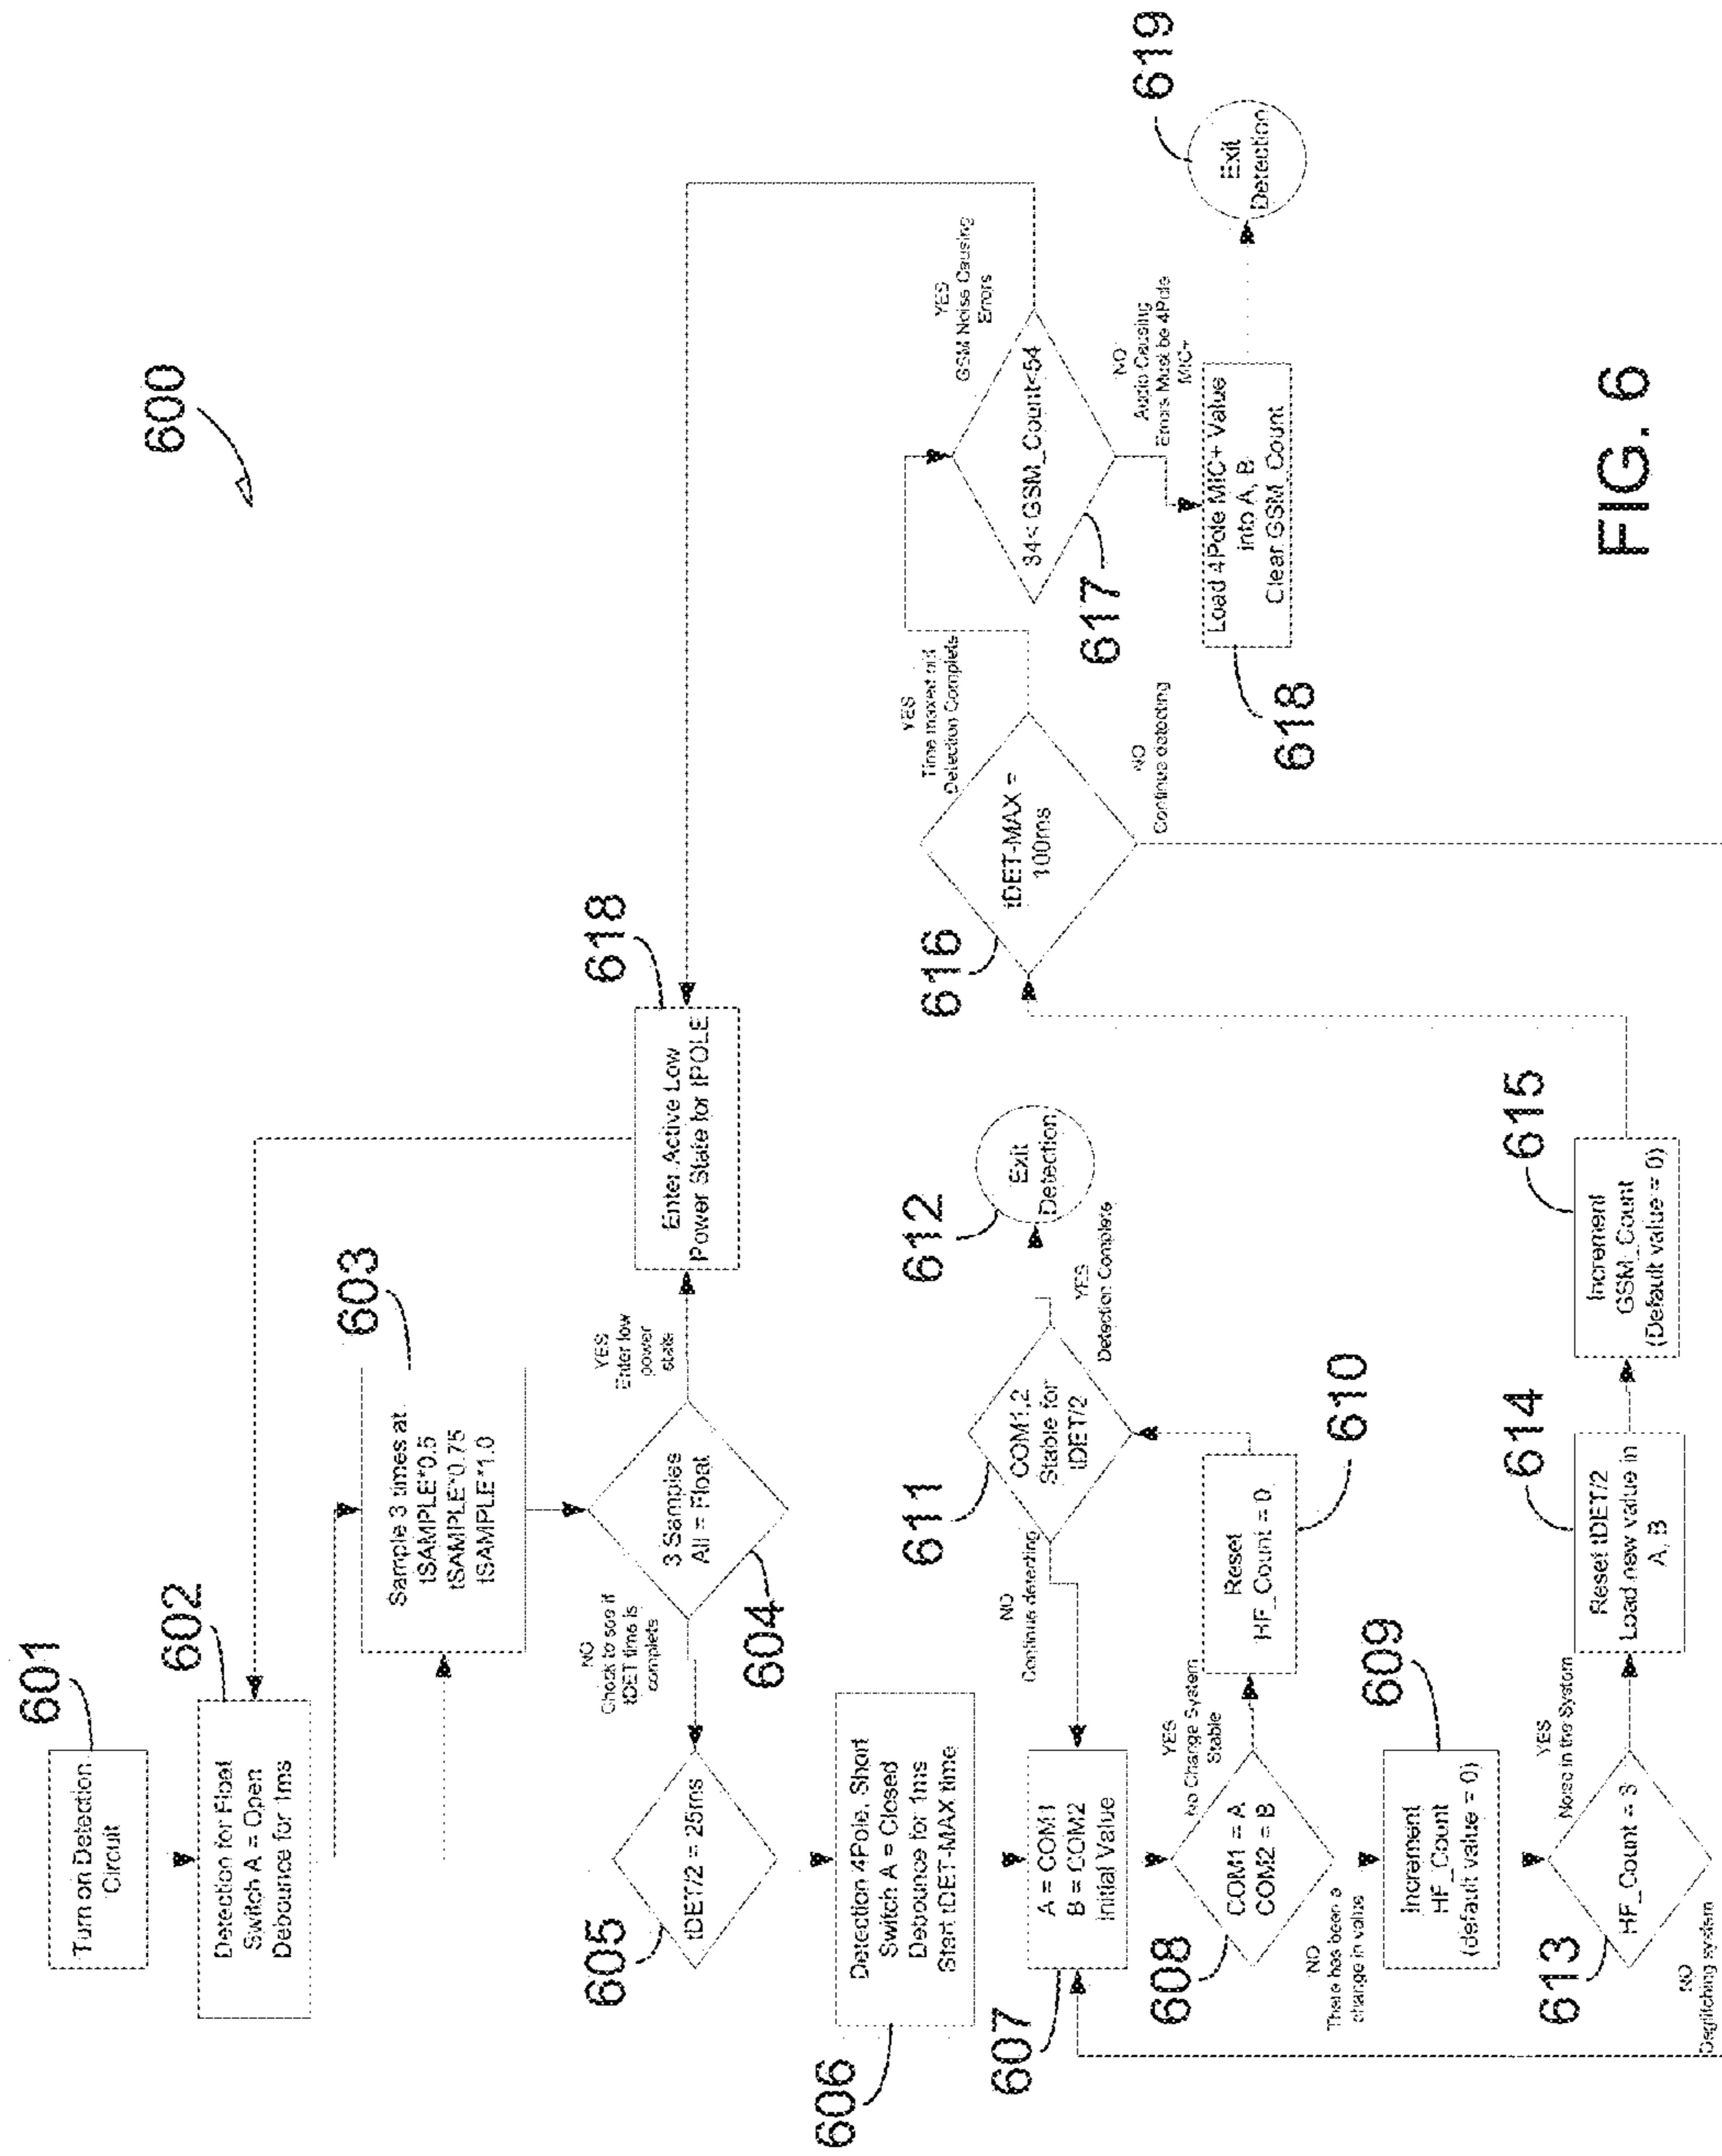 600
601
Turn on Detection
Circuit
602
Detection for Float
Switch A = Open
Debounce for 1ms
603
Sample 3 times at
tSAMPLE*0.5
tSAMPLE*0.75
tSAMPLE*1.0
604
3 Samples
All = Float
YES
Enter low
power
state
618
Enter Active Low
Power State for tPOLE
NO
Check to see if
tDET time is
complete
605
tDET/2 = 25ms
606
Detection 4Pole, Short
Switch A = Closed
Debounce for 1ms
Start tDET-MAX time
607
A = COM1
B = COM2
Initial Value
608
COM1 = A
COM2 = B
YES
No Change System
Stable
610
Reset
HF_Count = 0
611
COM1,2
Stable for
tDET/2
NO
Continue detecting
YES
Detection Complete
612
Exit
Detection
NO
There has been a
change in value
609
Increment
HF_Count
(default value = 0)
613
HF_Count = 3
NO
Deglitching system
YES
Noise in the System
614
Reset tDET/2
Load new value in
A, B
615
Increment
GSM_Count
(Default value = 0)
616
tDET-MAX =
100ms
YES
Time maxed out
Detection Complete
NO
Continue detecting
617
34< GSM_Count<54
YES
GSM Noise Causing
Errors
NO
Audio Causing
Errors Must be 4Pole
MIC+
618
Load 4Pole MIC+ Value
into A, B
Clear GSM_Count
619
Exit
Detection
FIG. 6